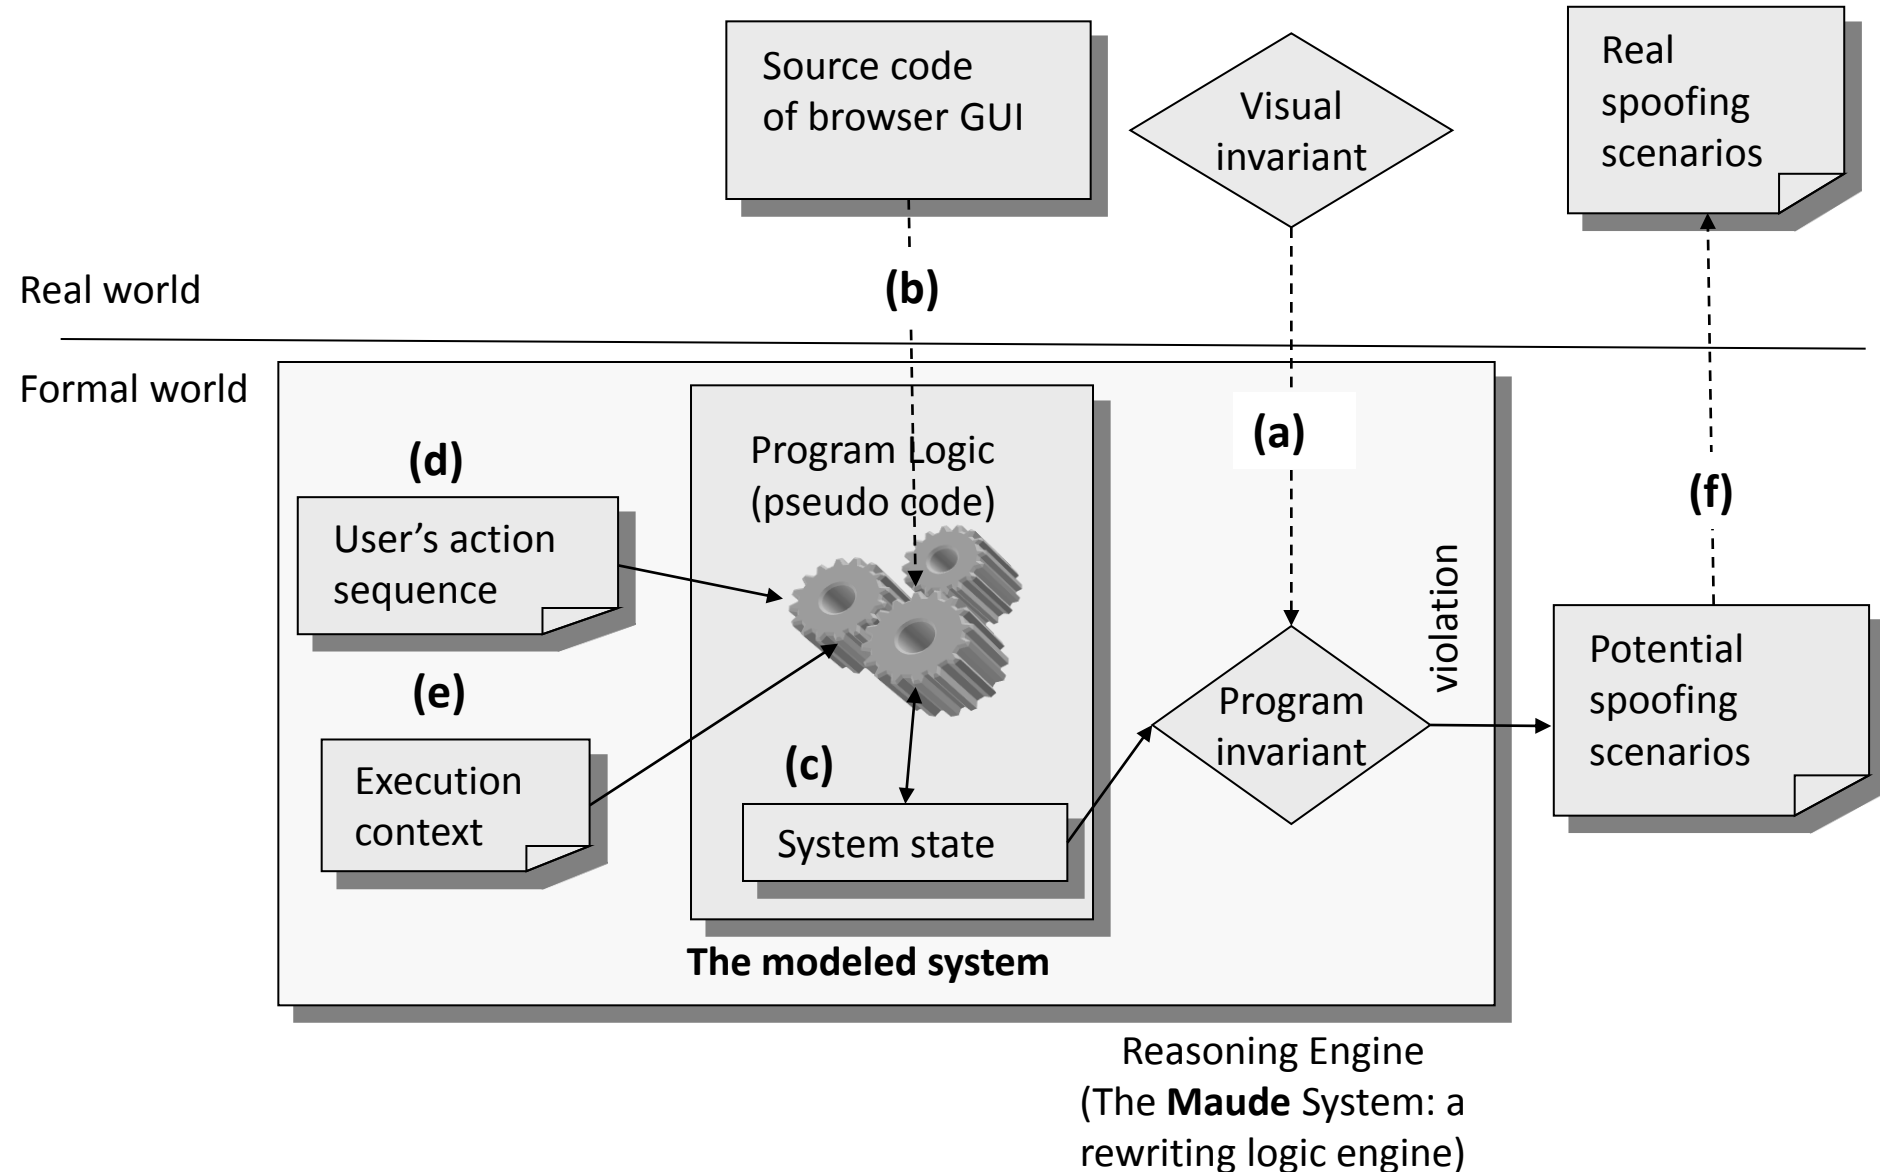 Source code
of browser GUI
Visual
invariant
Real
spoofing
scenarios
Real world
(b)
Formal world
(a)
(d)
Program Logic
(pseudo code)
(f)
User’s action
sequence
violation
(e)
Program
invariant
Potential
spoofing
scenarios
(c)
Execution
context
System state
The modeled system
Reasoning Engine
(The Maude System: a
rewriting logic engine)